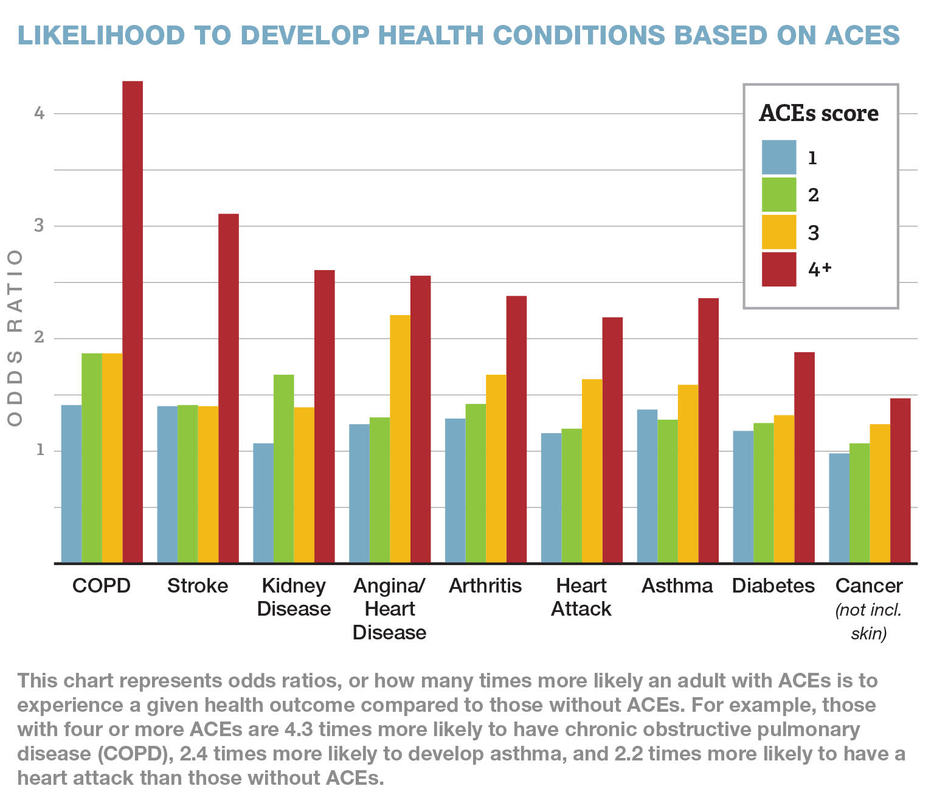 LIKELIHOOD TO DEVELOP HEALTH CONDITIONS BASED ON ACES
ACEs score
1
2
3
4+
ODDS RATIO
4
3
2
1
COPD
Stroke
Kidney
Disease
Angina/
Heart
Disease
Arthritis
Heart
Attack
Asthma
Diabetes
Cancer
(not incl.
skin)
This chart represents odds ratios, or how many times more likely an adult with ACEs is to
experience a given health outcome compared to those without ACEs. For example, those
with four or more ACEs are 4.3 times more likely to have chronic obstructive pulmonary
disease (COPD), 2.4 times more likely to develop asthma, and 2.2 times more likely to have a
heart attack than those without ACEs.